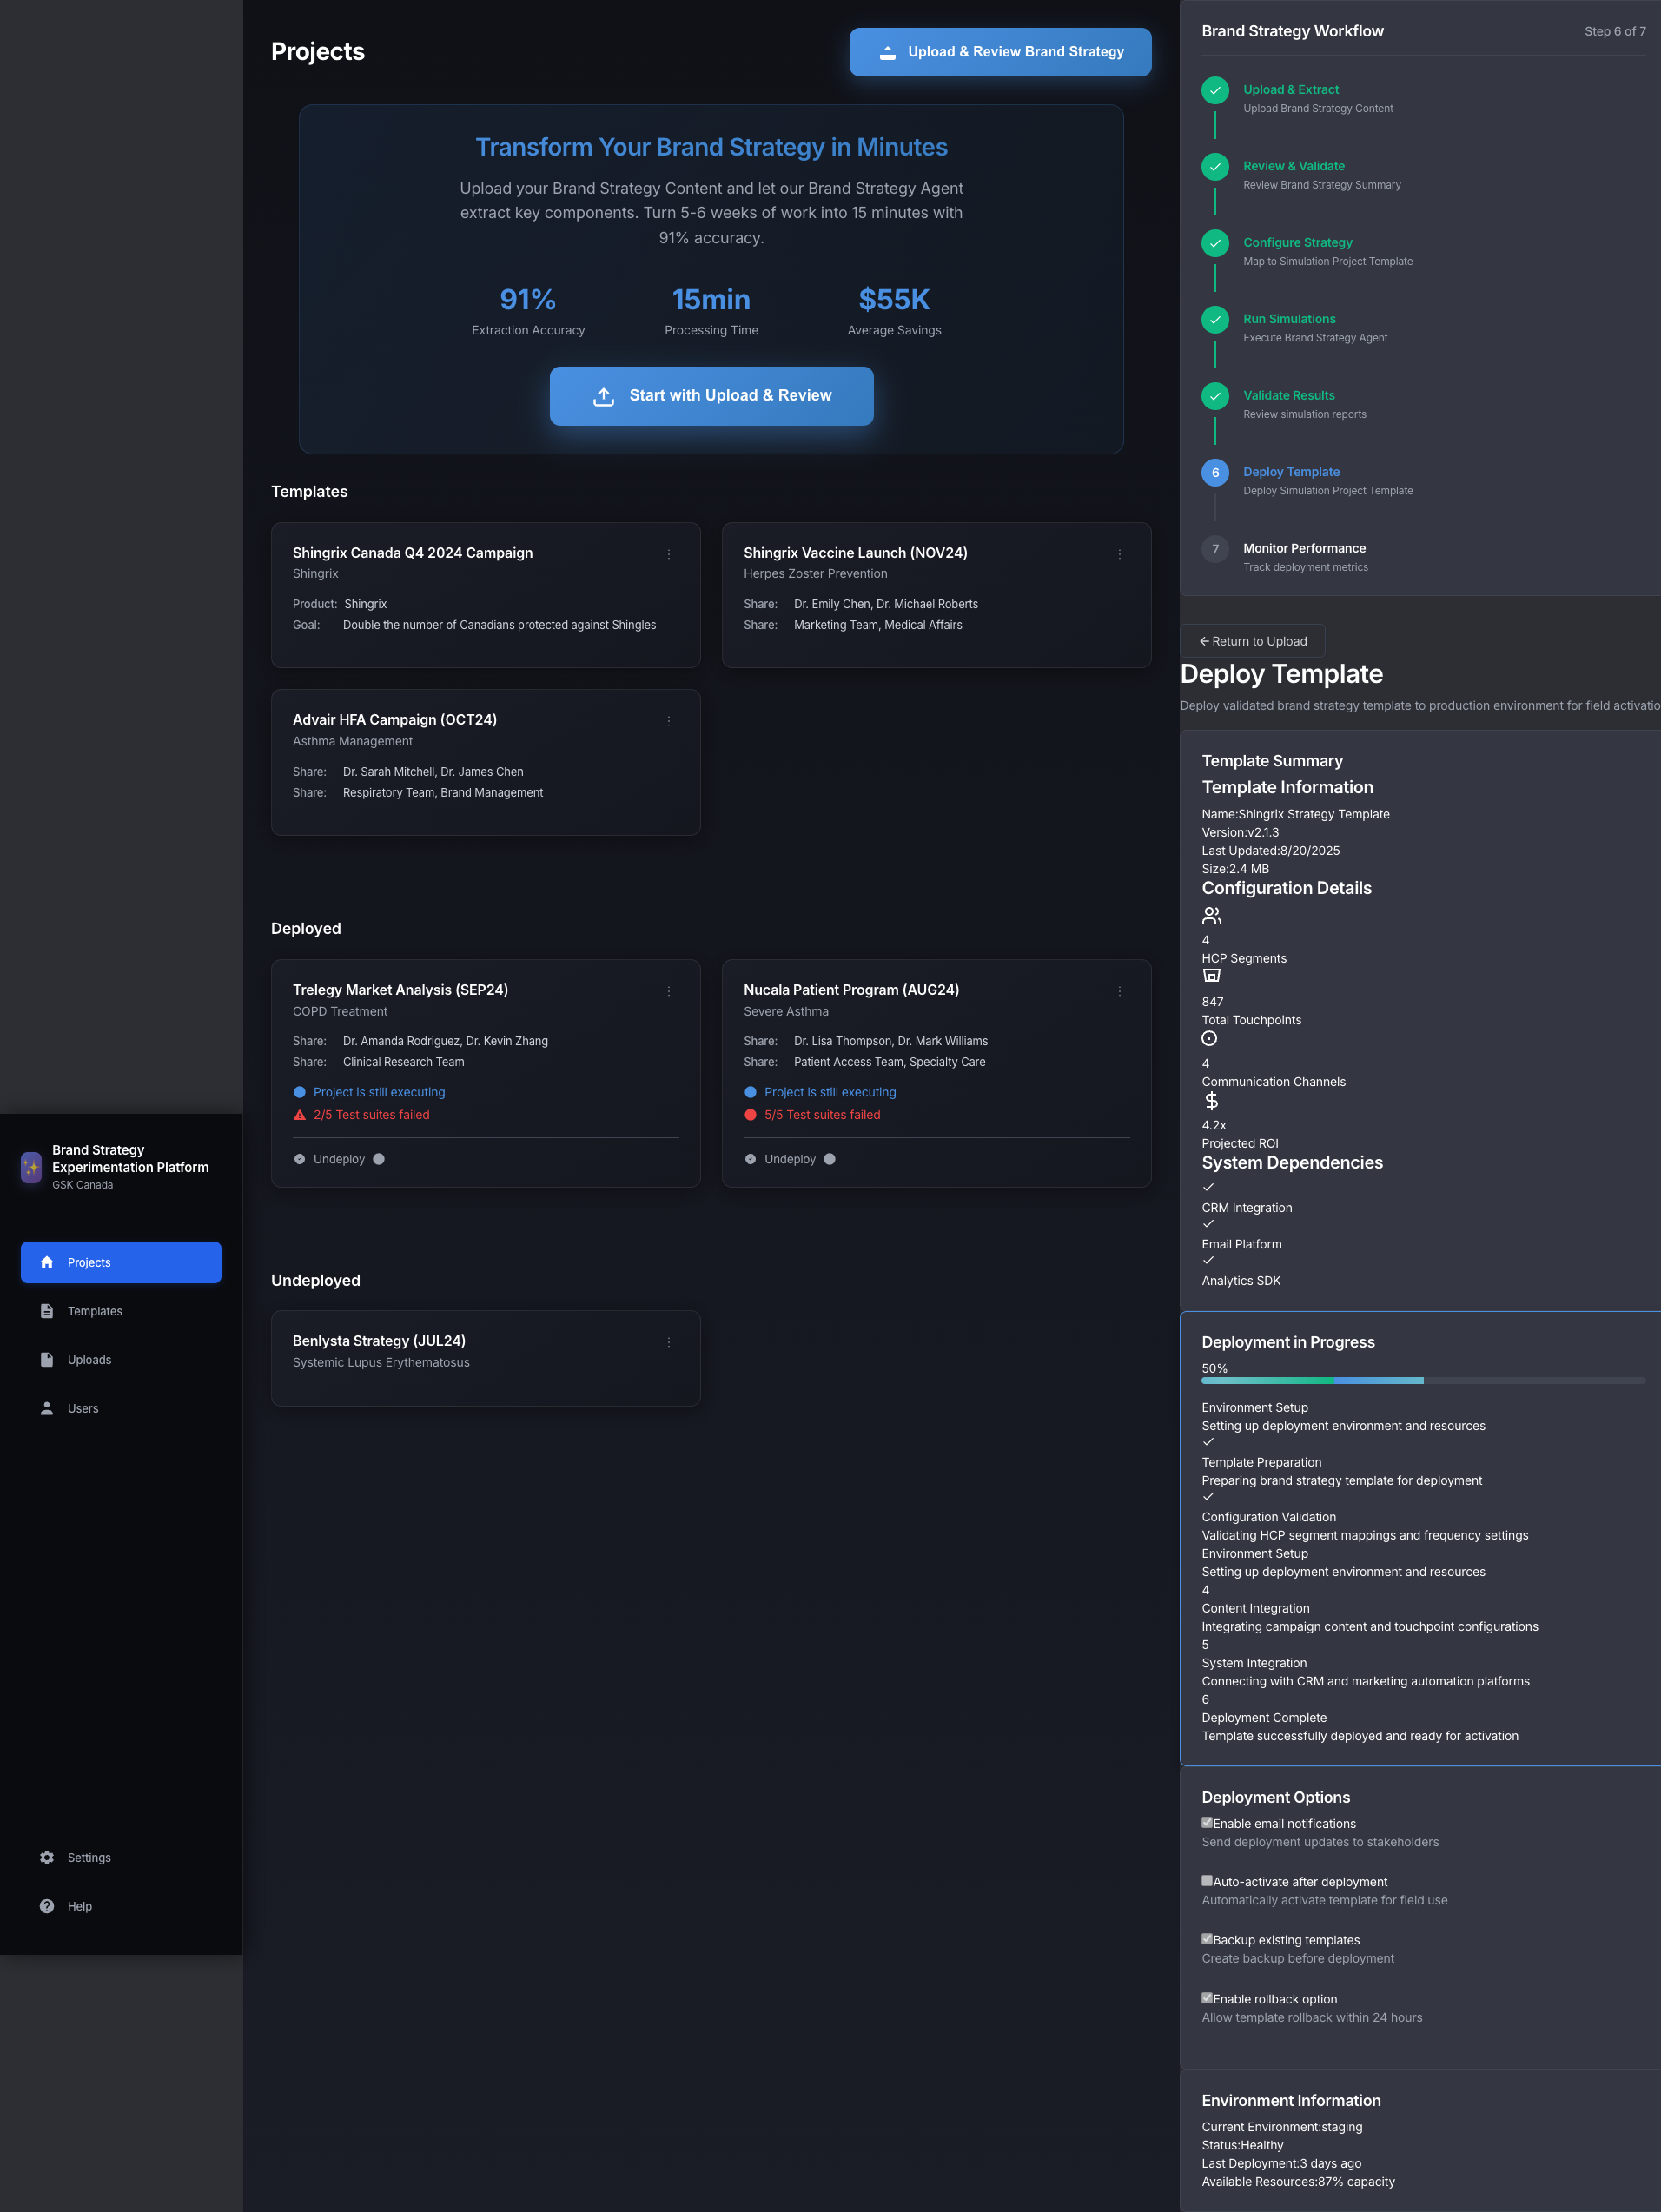 Brand Strategy
Experimentation Platform
GSK Canada
Projects
Templates
Uploads
Users
Settings
Help
Projects
Upload & Review Brand Strategy
Transform Your Brand Strategy in Minutes
Upload your Brand Strategy Content and let our Brand Strategy Agent
extract key components. Turn 5-6 weeks of work into 15 minutes with
91% accuracy.
91%
Extraction Accuracy
15min
Processing Time
$55K
Average Savings
Start with Upload & Review
Templates
Shingrix Canada Q4 2024 Campaign
Shingrix
Product: Shingrix
Goal: Double the number of Canadians protected against Shingles
Shingrix Vaccine Launch (NOV24)
Herpes Zoster Prevention
Share: Dr. Emily Chen, Dr. Michael Roberts
Share: Marketing Team, Medical Affairs
Advair HFA Campaign (OCT24)
Asthma Management
Share: Dr. Sarah Mitchell, Dr. James Chen
Share: Respiratory Team, Brand Management
Deployed
Trelegy Market Analysis (SEP24)
COPD Treatment
Share: Dr. Amanda Rodriguez, Dr. Kevin Zhang
Share: Clinical Research Team
Project is still executing
2/5 Test suites failed
Undeploy
Nucala Patient Program (AUG24)
Severe Asthma
Share: Dr. Lisa Thompson, Dr. Mark Williams
Share: Patient Access Team, Specialty Care
Project is still executing
5/5 Test suites failed
Undeploy
Undeployed
Benlysta Strategy (JUL24)
Systemic Lupus Erythematosus
Brand Strategy Workflow
Step 6 of 7
Upload & Extract
Upload Brand Strategy Content
Review & Validate
Review Brand Strategy Summary
Configure Strategy
Map to Simulation Project Template
Run Simulations
Execute Brand Strategy Agent
Validate Results
Review simulation reports
6
Deploy Template
Deploy Simulation Project Template
7
Monitor Performance
Track deployment metrics
Return to Upload
Deploy Template
Deploy validated brand strategy template to production environment for field activatio
Template Summary
Template Information
Name:Shingrix Strategy Template
Version:v2.1.3
Last Updated:8/20/2025
Size:2.4 MB
Configuration Details
4
HCP Segments
847
Total Touchpoints
4
Communication Channels
4.2x
Projected ROI
System Dependencies
CRM Integration
Email Platform
Analytics SDK
Deployment in Progress
50%
Environment Setup
Setting up deployment environment and resources
Template Preparation
Preparing brand strategy template for deployment
Configuration Validation
Validating HCP segment mappings and frequency settings
Environment Setup
Setting up deployment environment and resources
4
Content Integration
Integrating campaign content and touchpoint configurations
5
System Integration
Connecting with CRM and marketing automation platforms
6
Deployment Complete
Template successfully deployed and ready for activation
Deployment Options
Enable email notifications
Send deployment updates to stakeholders
Auto-activate after deployment
Automatically activate template for field use
Backup existing templates
Create backup before deployment
Enable rollback option
Allow template rollback within 24 hours
Environment Information
Current Environment:staging
Status:Healthy
Last Deployment:3 days ago
Available Resources:87% capacity